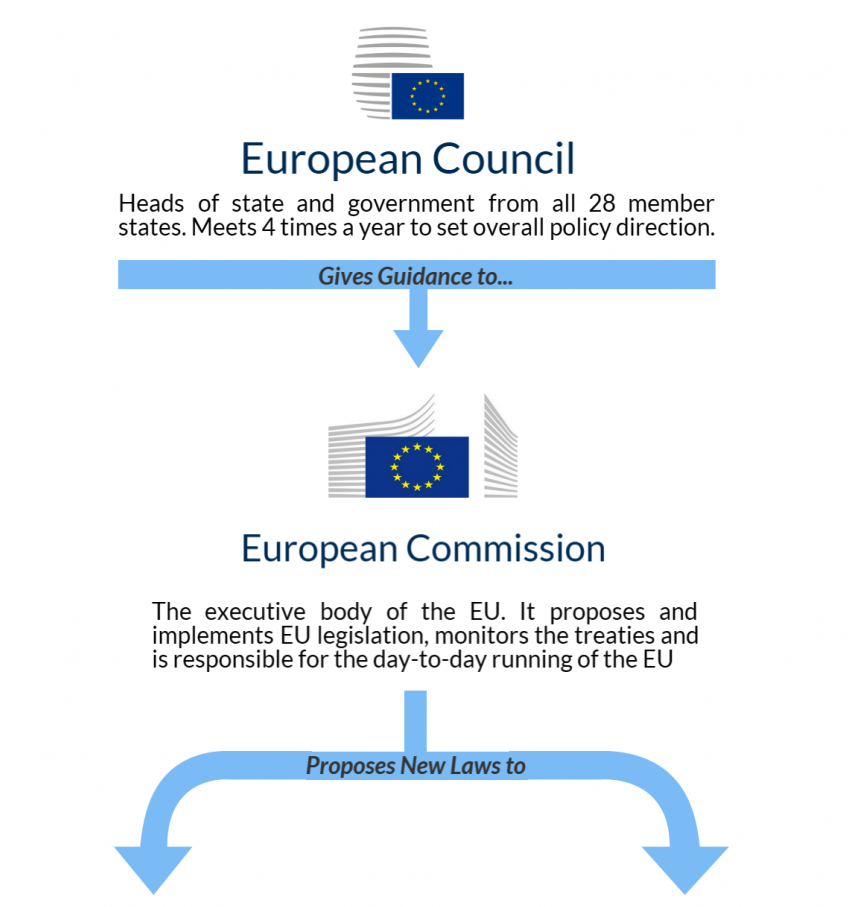 European Council
Heads of state and government from all 28 member
states. Meets 4 times a year to set overall policy direction.
Gives Guidance to...
European Commission
The executive body of the EU. It proposes and
implements EU legislation, monitors the treaties and
is responsible for the day-to-day running of the EU
Proposes New Laws to